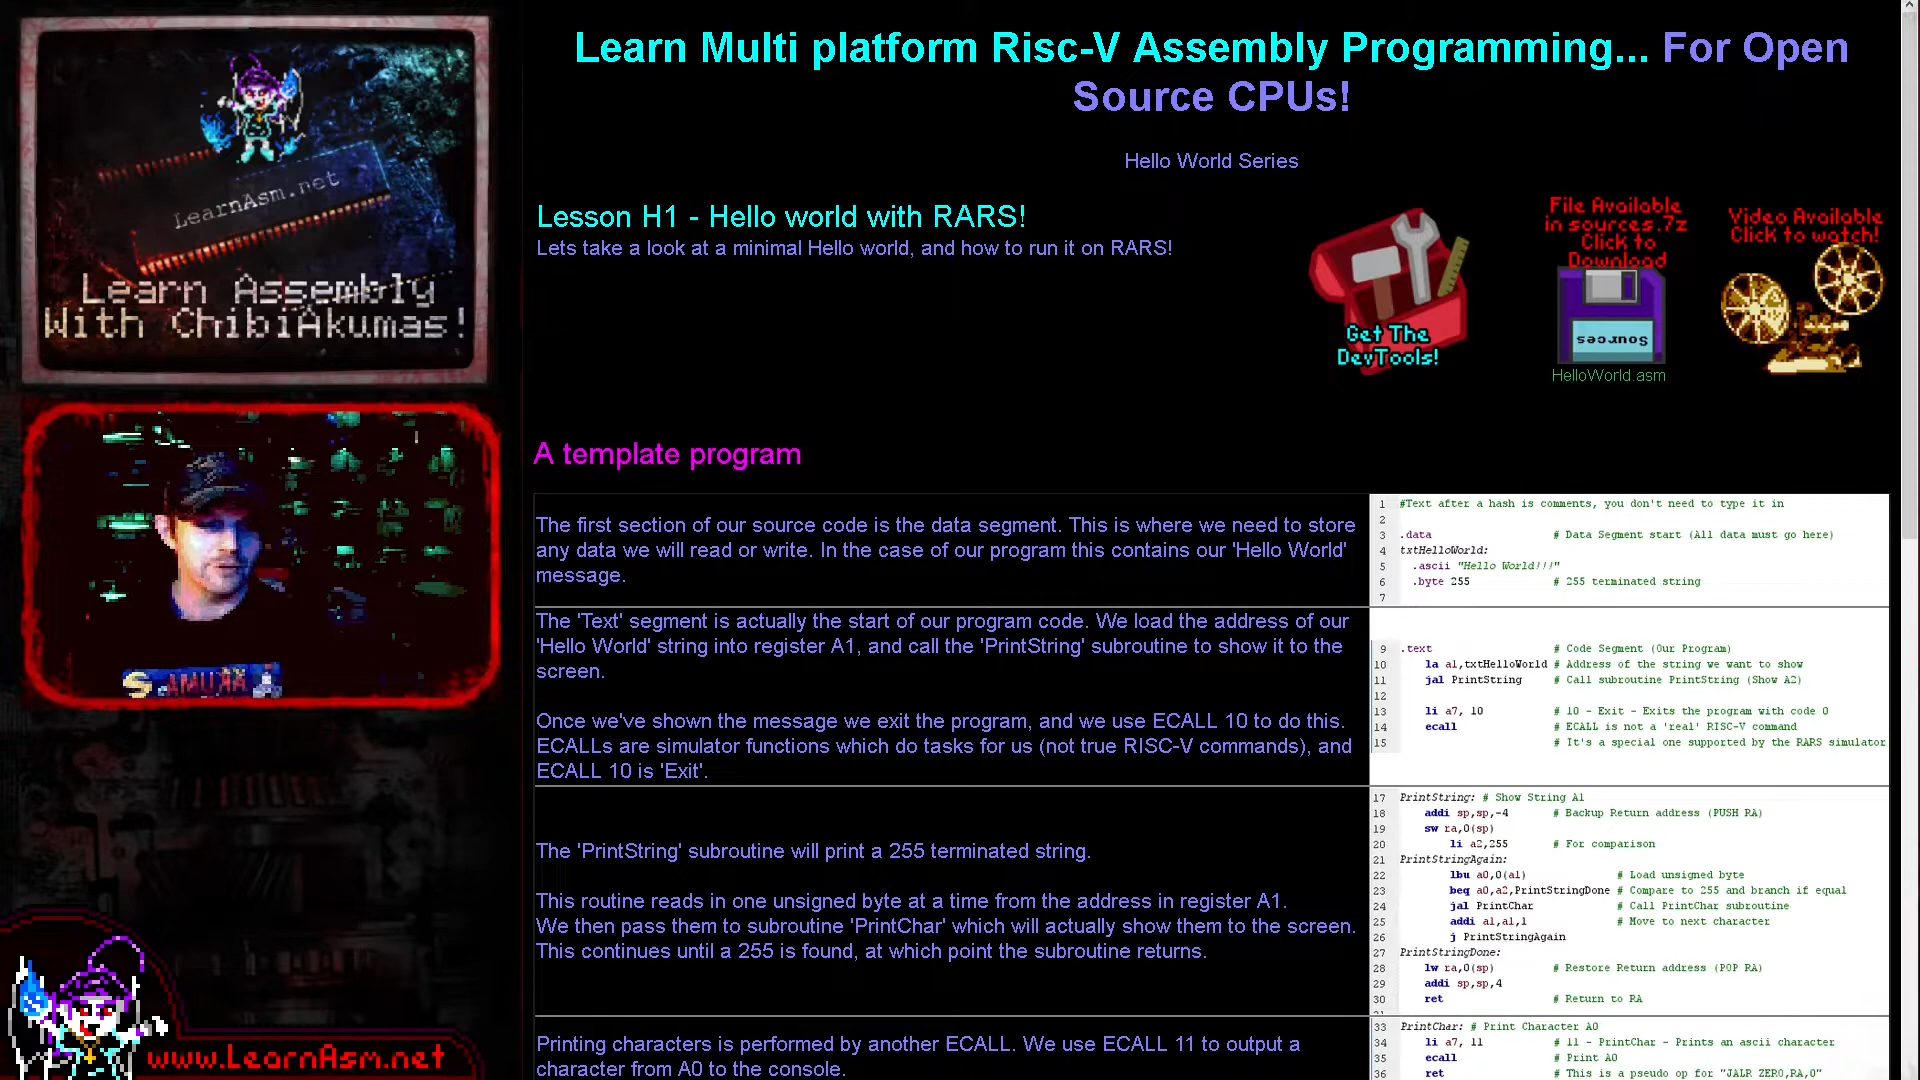 LearnAsm.net
Learn Assembly
With ChibiAkumas!
Learn Multi platform Risc-V Assembly Programming... For Open
Source CPUs!
Hello World Series
Lesson H1 - Hello world with RARS!
Lets take a look at a minimal Hello world, and how to run it on RARS!
Get The
DevTools!
File Available
in sources.7z
Click to
Download
Sources
HelloWorld.asm
Video Available
Click to watch!
A template program
The first section of our source code is the data segment. This is where we need to store
any data we will read or write. In the case of our program this contains our 'Hello World'
message.
1 #Text after a hash is comments, you don't need to type it in
2
3 .data # Data Segment start (All data must go here)
4 txtHelloWorld:
5 .ascii "Hello World!!!"
6 .byte 255 # 255 terminated string
7
The 'Text' segment is actually the start of our program code. We load the address of our
'Hello World' string into register A1, and call the 'PrintString' subroutine to show it to the
screen.
Once we've shown the message we exit the program, and we use ECALL 10 to do this.
ECALLs are simulator functions which do tasks for us (not true RISC-V commands), and
ECALL 10 is 'Exit'.
9 .text # Code Segment (Our Program)
10 la a1,txtHelloWorld # Address of the string we want to show
11 jal PrintString # Call subroutine PrintString (Show A2)
12
13 li a7, 10 # 10 - Exit - Exits the program with code 0
14 ecall # ECALL is not a 'real' RISC-V command
15 # It's a special one supported by the RARS simulator
The 'PrintString' subroutine will print a 255 terminated string.
This routine reads in one unsigned byte at a time from the address in register A1.
We then pass them to subroutine 'PrintChar' which will actually show them to the screen.
This continues until a 255 is found, at which point the subroutine returns.
17 PrintString: # Show String A1
18 addi sp,sp,-4 # Backup Return address (PUSH RA)
19 sw ra,0(sp)
20 li a2,255 # For comparison
21 PrintStringAgain:
22 lbu a0,0(a1) # Load unsigned byte
23 beq a0,a2,PrintStringDone # Compare to 255 and branch if equal
24 jal PrintChar # Call PrintChar subroutine
25 addi a1,a1,1 # Move to next character
26 j PrintStringAgain
27 PrintStringDone:
28 lw ra,0(sp) # Restore Return address (POP RA)
29 addi sp,sp,4
30 ret # Return to RA
Printing characters is performed by another ECALL. We use ECALL 11 to output a
character from A0 to the console.
33 PrintChar: # Print Character A0
34 li a7, 11 # 11 - PrintChar - Prints an ascii character
35 ecall # Print A0
36 ret # This is a pseudo op for "JALR ZERO,RA,0"
www.LearnAsm.net